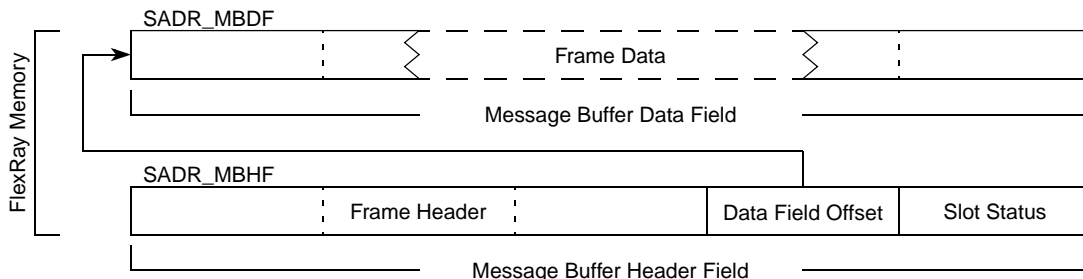 SADR_MBDF
Frame Data
Message Buffer Data Field
FlexRay Memory
SADR_MBHF
Frame Header
Data Field Offset
Slot Status
Message Buffer Header Field